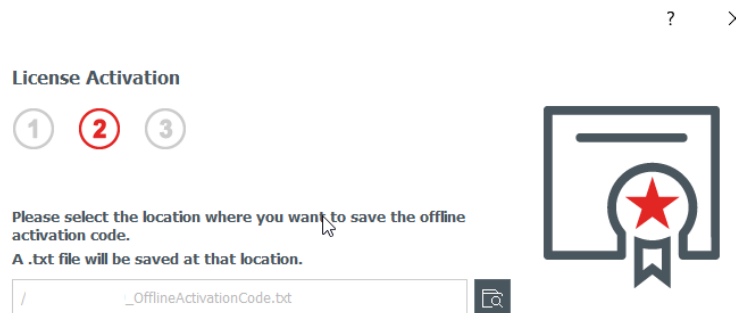 ?
License Activation
1 2 3
Please select the location where you want to save the offline
activation code.
A .txt file will be saved at that location.
/ _OfflineActivationCode.txt